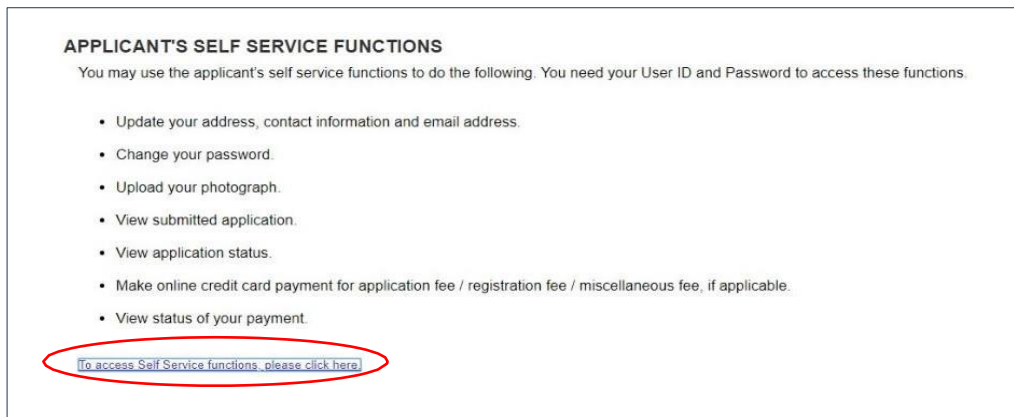 APPLICANT'S SELF SERVICE FUNCTIONS
You may use the applicant's self service functions to do the following. You need your User ID and Password to access these functions.
• Update your address, contact information and email address.
• Change your password.
• Upload your photograph.
• View submitted application.
• View application status.
• Make online credit card payment for application fee / registration fee / miscellaneous fee, if applicable.
• View status of your payment.
To access Self Service functions, please click here.